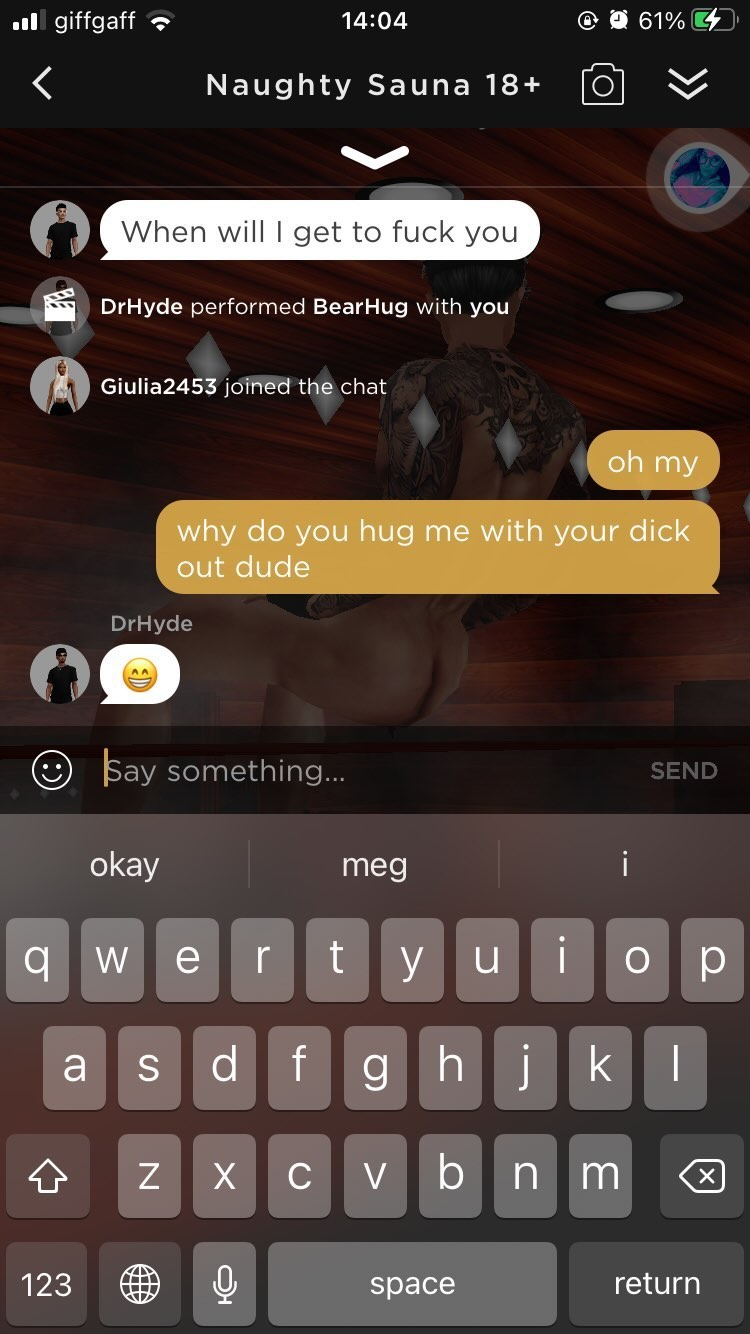 giffgaff
14:04
61%
Naughty Sauna 18+
When will I get to fuck you
DrHyde performed BearHug with you
Giulia2453 joined the chat
oh my
why do you hug me with your dick
out dude
DrHyde
Say something...
SEND
okay meg i
q w e r t y u i o p
a s d f g h j k l
z x c v b n m
123 space return